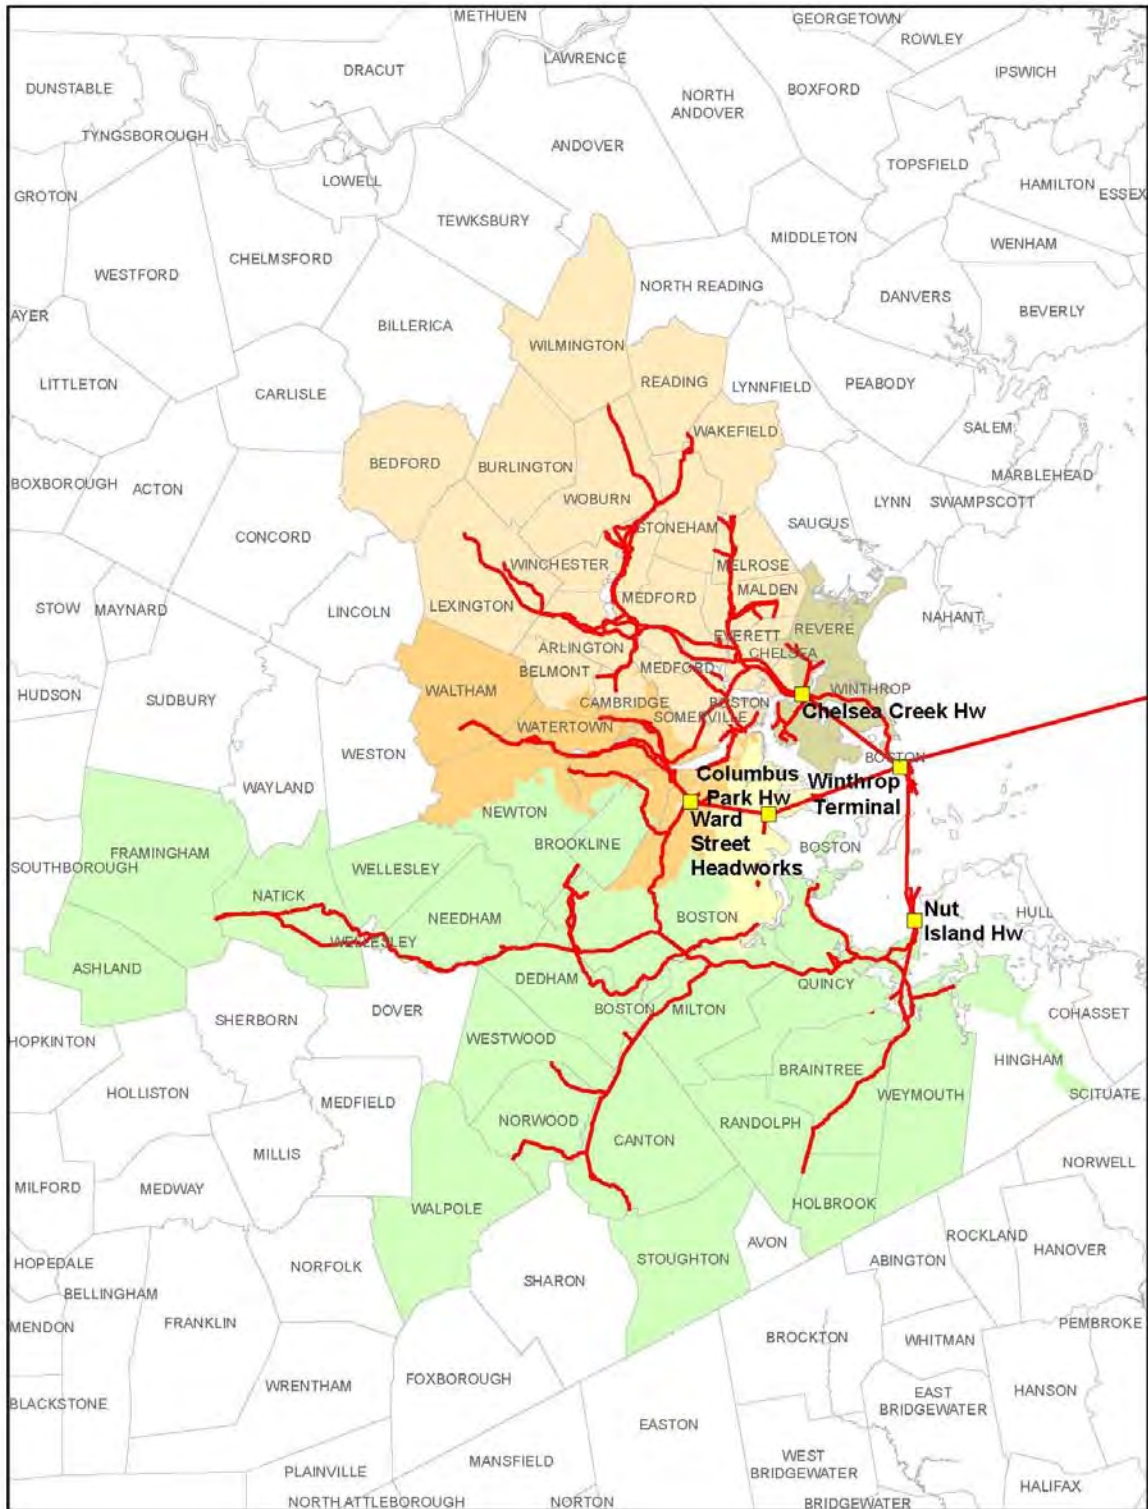 METHUEN
GEORGETOWN
ROWLEY
LAWRENCE
DRACUT
IPSWICH
DUNSTABLE
BOXFORD
NORTH
ANDOVER
TYNGSBOROUGH
ANDOVER
TOPSFIELD
LOWELL
HAMILTON
ESSEX
GROTON
TEWKSBURY
MIDDLETON
WENHAM
CHELMSFORD
WESTFORD
NORTH READING
DANVERS
BEVERLY
AYER
BILLERICA
WILMINGTON
LITTLETON
READING
LYNNFIELD
PEABODY
CARLISLE
SALEM
WAKEFIELD
BEDFORD
BURLINGTON
MARBLEHEAD
BOXBOROUGH
ACTON
WOBURN
LYNN
SWAMPSCOTT
STONEHAM
SAUGUS
CONCORD
WINCHESTER
MELROSE
MALDEN
STOW
MAYNARD
LINCOLN
LEXINGTON
MEDFORD
NAHANT
REVERE
EVERETT
ARLINGTON
CHELSEA
BELMONT
MEDFORD
HUDSON
SUDBURY
WALTHAM
WINTHROP
CAMBRIDGE
BOSTON
Chelsea Creek Hw
SOMERVILLE
WATERTOWN
WESTON
BOSTON
Columbus
Park Hw
Winthrop
Terminal
WAYLAND
NEWTON
Ward
Street
Headworks
BROOKLINE
BOSTON
FRAMINGHAM
SOUTHBOROUGH
WELLESLEY
NATICK
NEEDHAM
BOSTON
Nut
Island Hw
HULL
WELLESLEY
ASHLAND
DEDHAM
QUINCY
BOSTON
MILTON
DOVER
SHERBORN
COHASSET
HOPKINTON
WESTWOOD
HINGHAM
BRAINTREE
HOLLISTON
MEDFIELD
WEYMOUTH
SCITUATE
NORWOOD
RANDOLPH
CANTON
MILLIS
NORWELL
MILFORD
MEDWAY
WALPOLE
HOLBROOK
ROCKLAND
AVON
STOUGHTON
HANOVER
HOPEDALE
NORFOLK
ABINGTON
SHARON
BELLINGHAM
MENDON
FRANKLIN
PEMBROKE
BROCKTON
WHITMAN
FOXBOROUGH
WRENTHAM
HANSON
EAST
BRIDGEWATER
BLACKSTONE
EASTON
WEST
BRIDGEWATER
MANSFIELD
PLAINVILLE
HALIFAX
NORTH ATTLEBOROUGH
NORTON
BRIDGEWATER